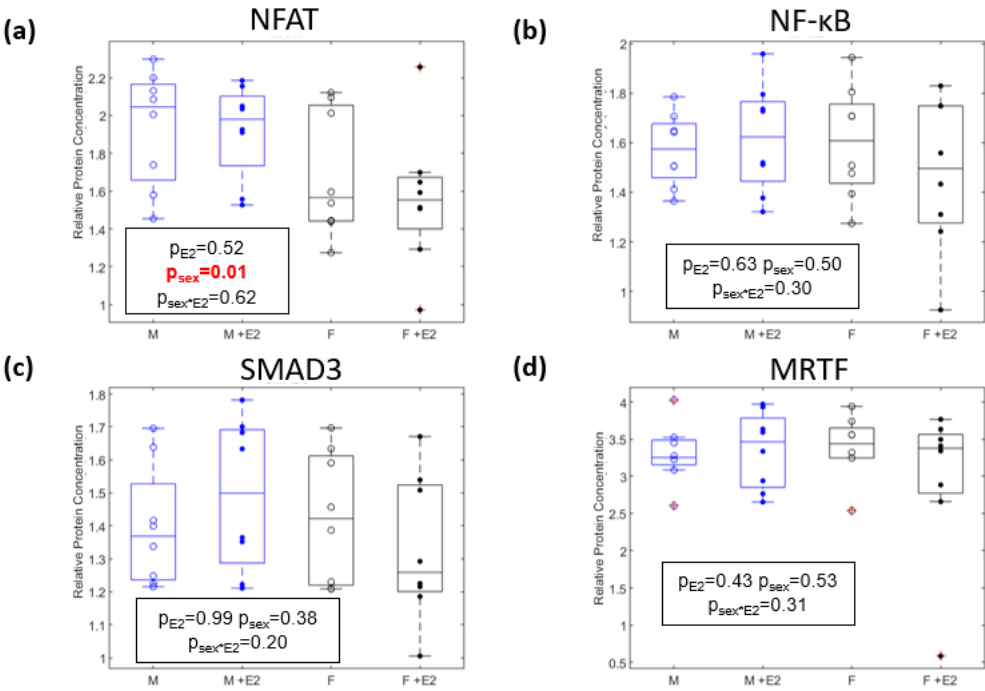 (a)
NFAT
Relative Protein Concentration
2.2
2
1.8
1.6
1.4
1.2
1
pE2=0.52
psex=0.01
psex*E2=0.62
M
M +E2
F
F +E2
(b)
NF-κB
Relative Protein Concentration
2
1.8
1.6
1.4
1.2
1
pE2=0.63 psex=0.50
psex*E2=0.30
M
M +E2
F
F +E2
(c)
SMAD3
Relative Protein Concentration
1.8
1.7
1.6
1.5
1.4
1.3
1.2
1.1
1
pE2=0.99 psex=0.38
psex*E2=0.20
M
M +E2
F
F +E2
(d)
MRTF
Relative Protein Concentration
4
3.5
3
2.5
2
1.5
1
0.5
pE2=0.43 psex=0.53
psex*E2=0.31
M
M +E2
F
F +E2